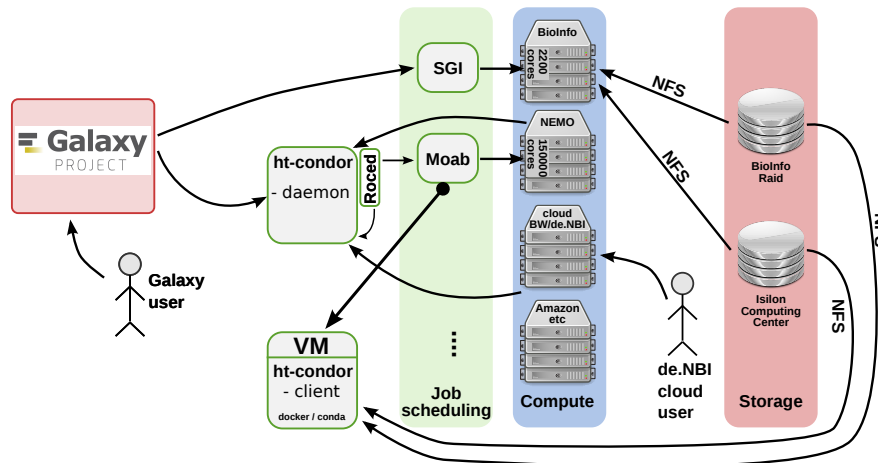 Galaxy
PROJECT
Galaxy
user
ht-condor
- daemon
Roced
VM
ht-condor
- client
docker / conda
SGI
Moab
Job
scheduling
BioInfo
2200
cores
NEMO
150000
cores
cloud
BW/de.NBI
Amazon
etc
Compute
de.NBI
cloud
user
NFS
NFS
BioInfo
Raid
Isilon
Computing
Center
NFS
Storage